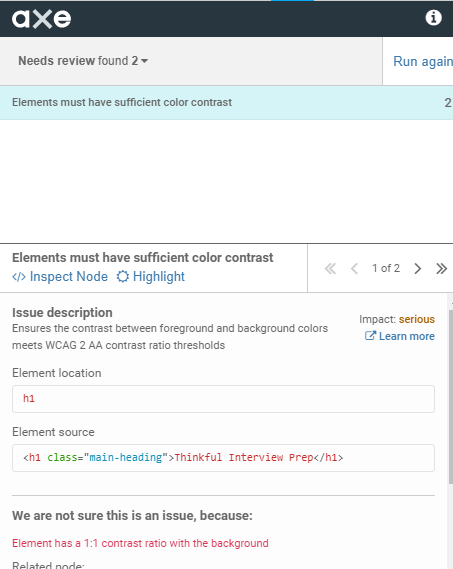 axe
Needs review found 2
Run again
Elements must have sufficient color contrast 2
Elements must have sufficient color contrast
</> Inspect Node Highlight
1 of 2
Issue description
Ensures the contrast between foreground and background colors
meets WCAG 2 AA contrast ratio thresholds
Impact: serious
Learn more
Element location
h1
Element source
<h1 class="main-heading">Thinkful Interview Prep</h1>
We are not sure this is an issue, because:
Element has a 1:1 contrast ratio with the background
Related node: